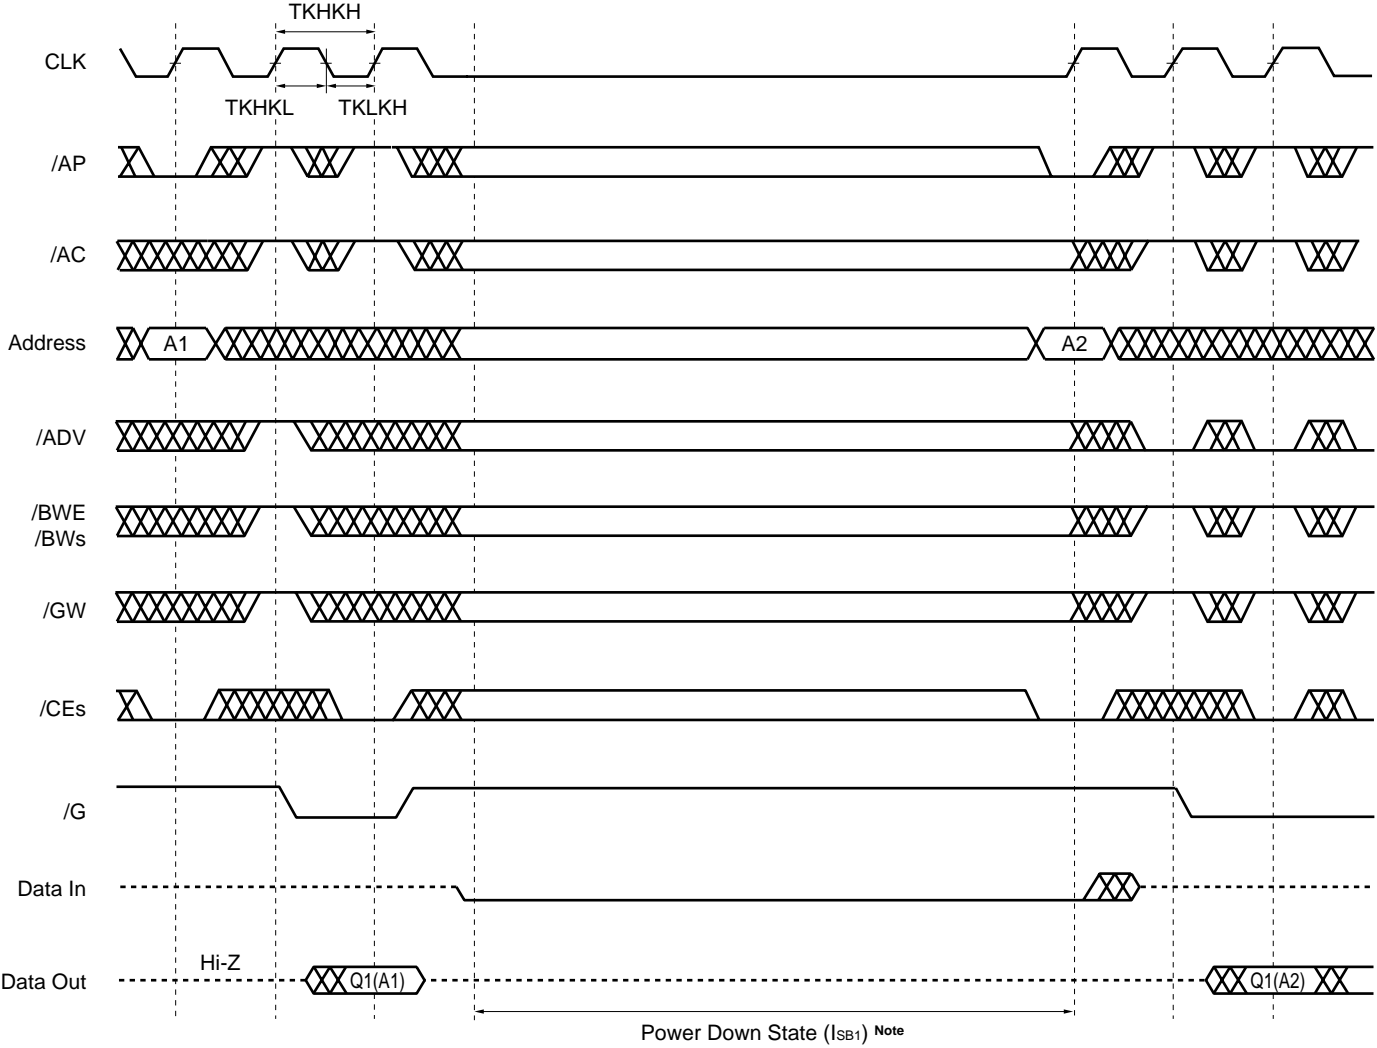 TKHKH
CLK
TKHKL TKLKH
/AP
/AC
Address A1 A2
/ADV
/BWE
/BWs
/GW
/CEs
/G
Data In
Hi-Z
Data Out Q1(A1) Q1(A2)
Power Down State (ISB1) Note